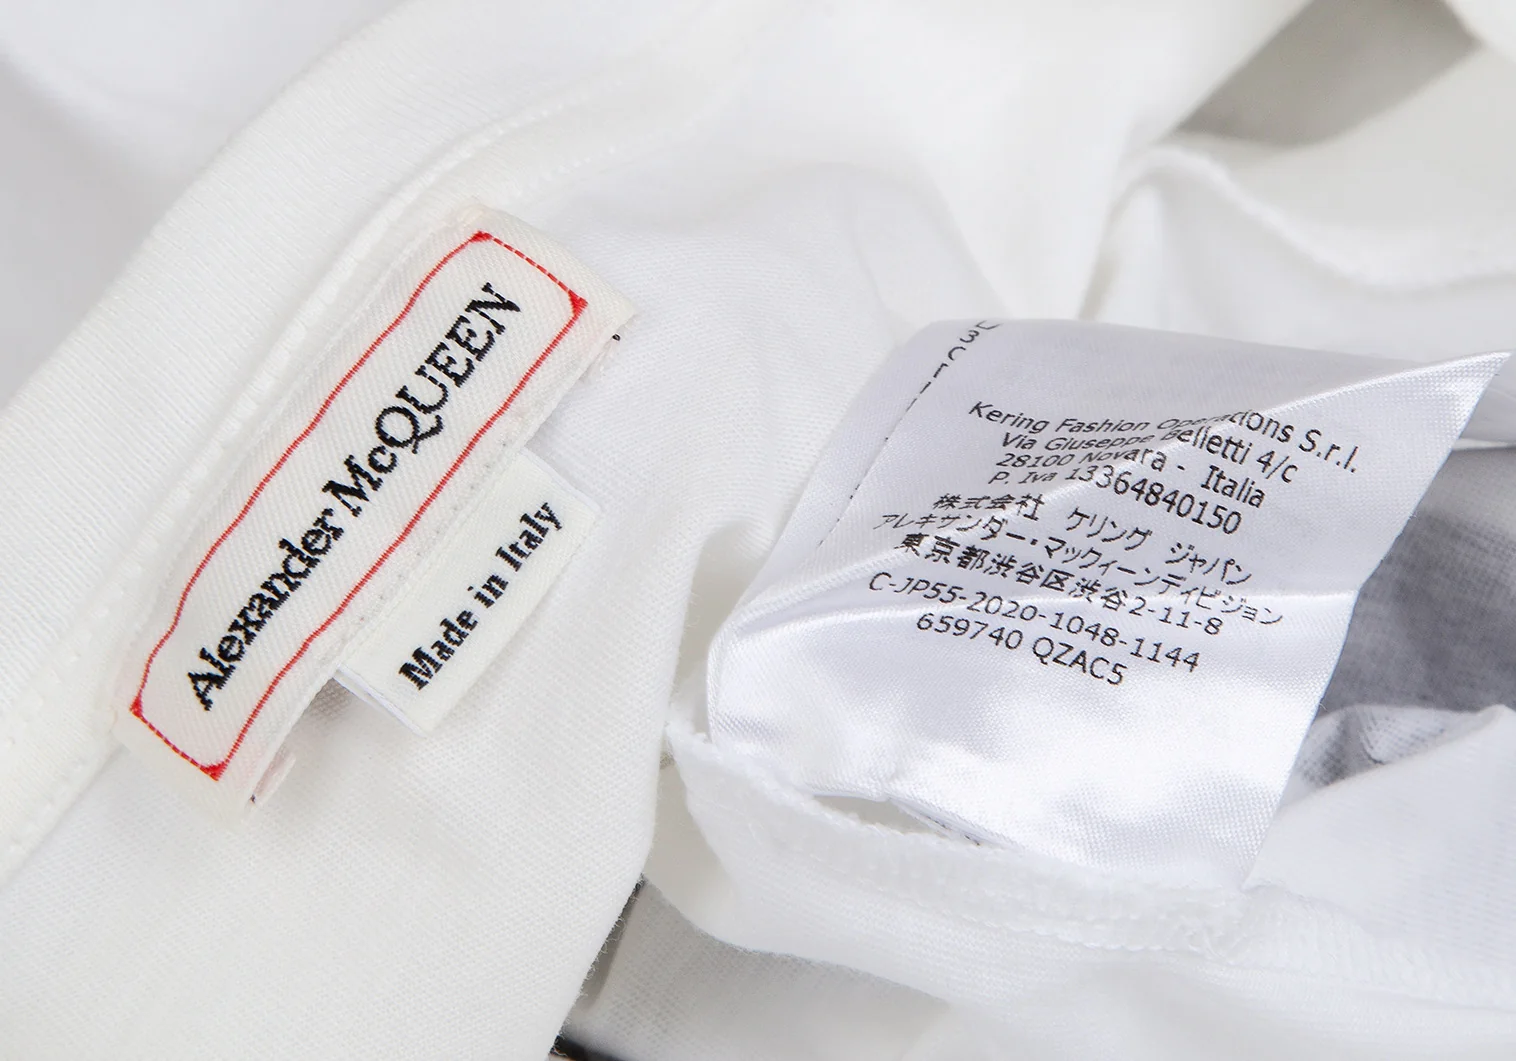 Alexander McQUEEN
Made in Italy
Kering Fashion Operations S.r.l.
Via Giuseppe Belletti 4/c
28100 Novara - Italia
P. Iva 13364840150
株式会社 ケリング ジャパン
アレキサンダー・マックィーンディビジョン
東京都渋谷区渋谷2-11-8
C-JP55-2020-1048-1144
659740 QZAC5